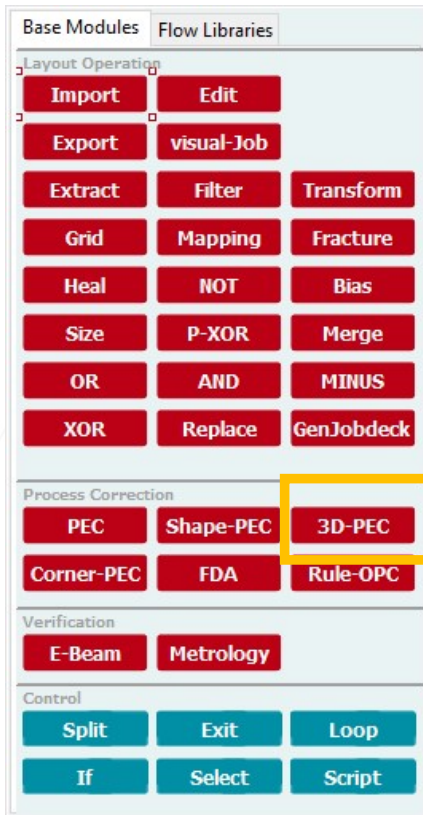 Base Modules Flow Libraries
Layout Operation
Import Edit
Export visual-Job
Extract Filter Transform
Grid Mapping Fracture
Heal NOT Bias
Size P-XOR Merge
OR AND MINUS
XOR Replace GenJobdeck
Process Correction
PEC Shape-PEC 3D-PEC
Corner-PEC FDA Rule-OPC
Verification
E-Beam Metrology
Control
Split Exit Loop
If Select Script